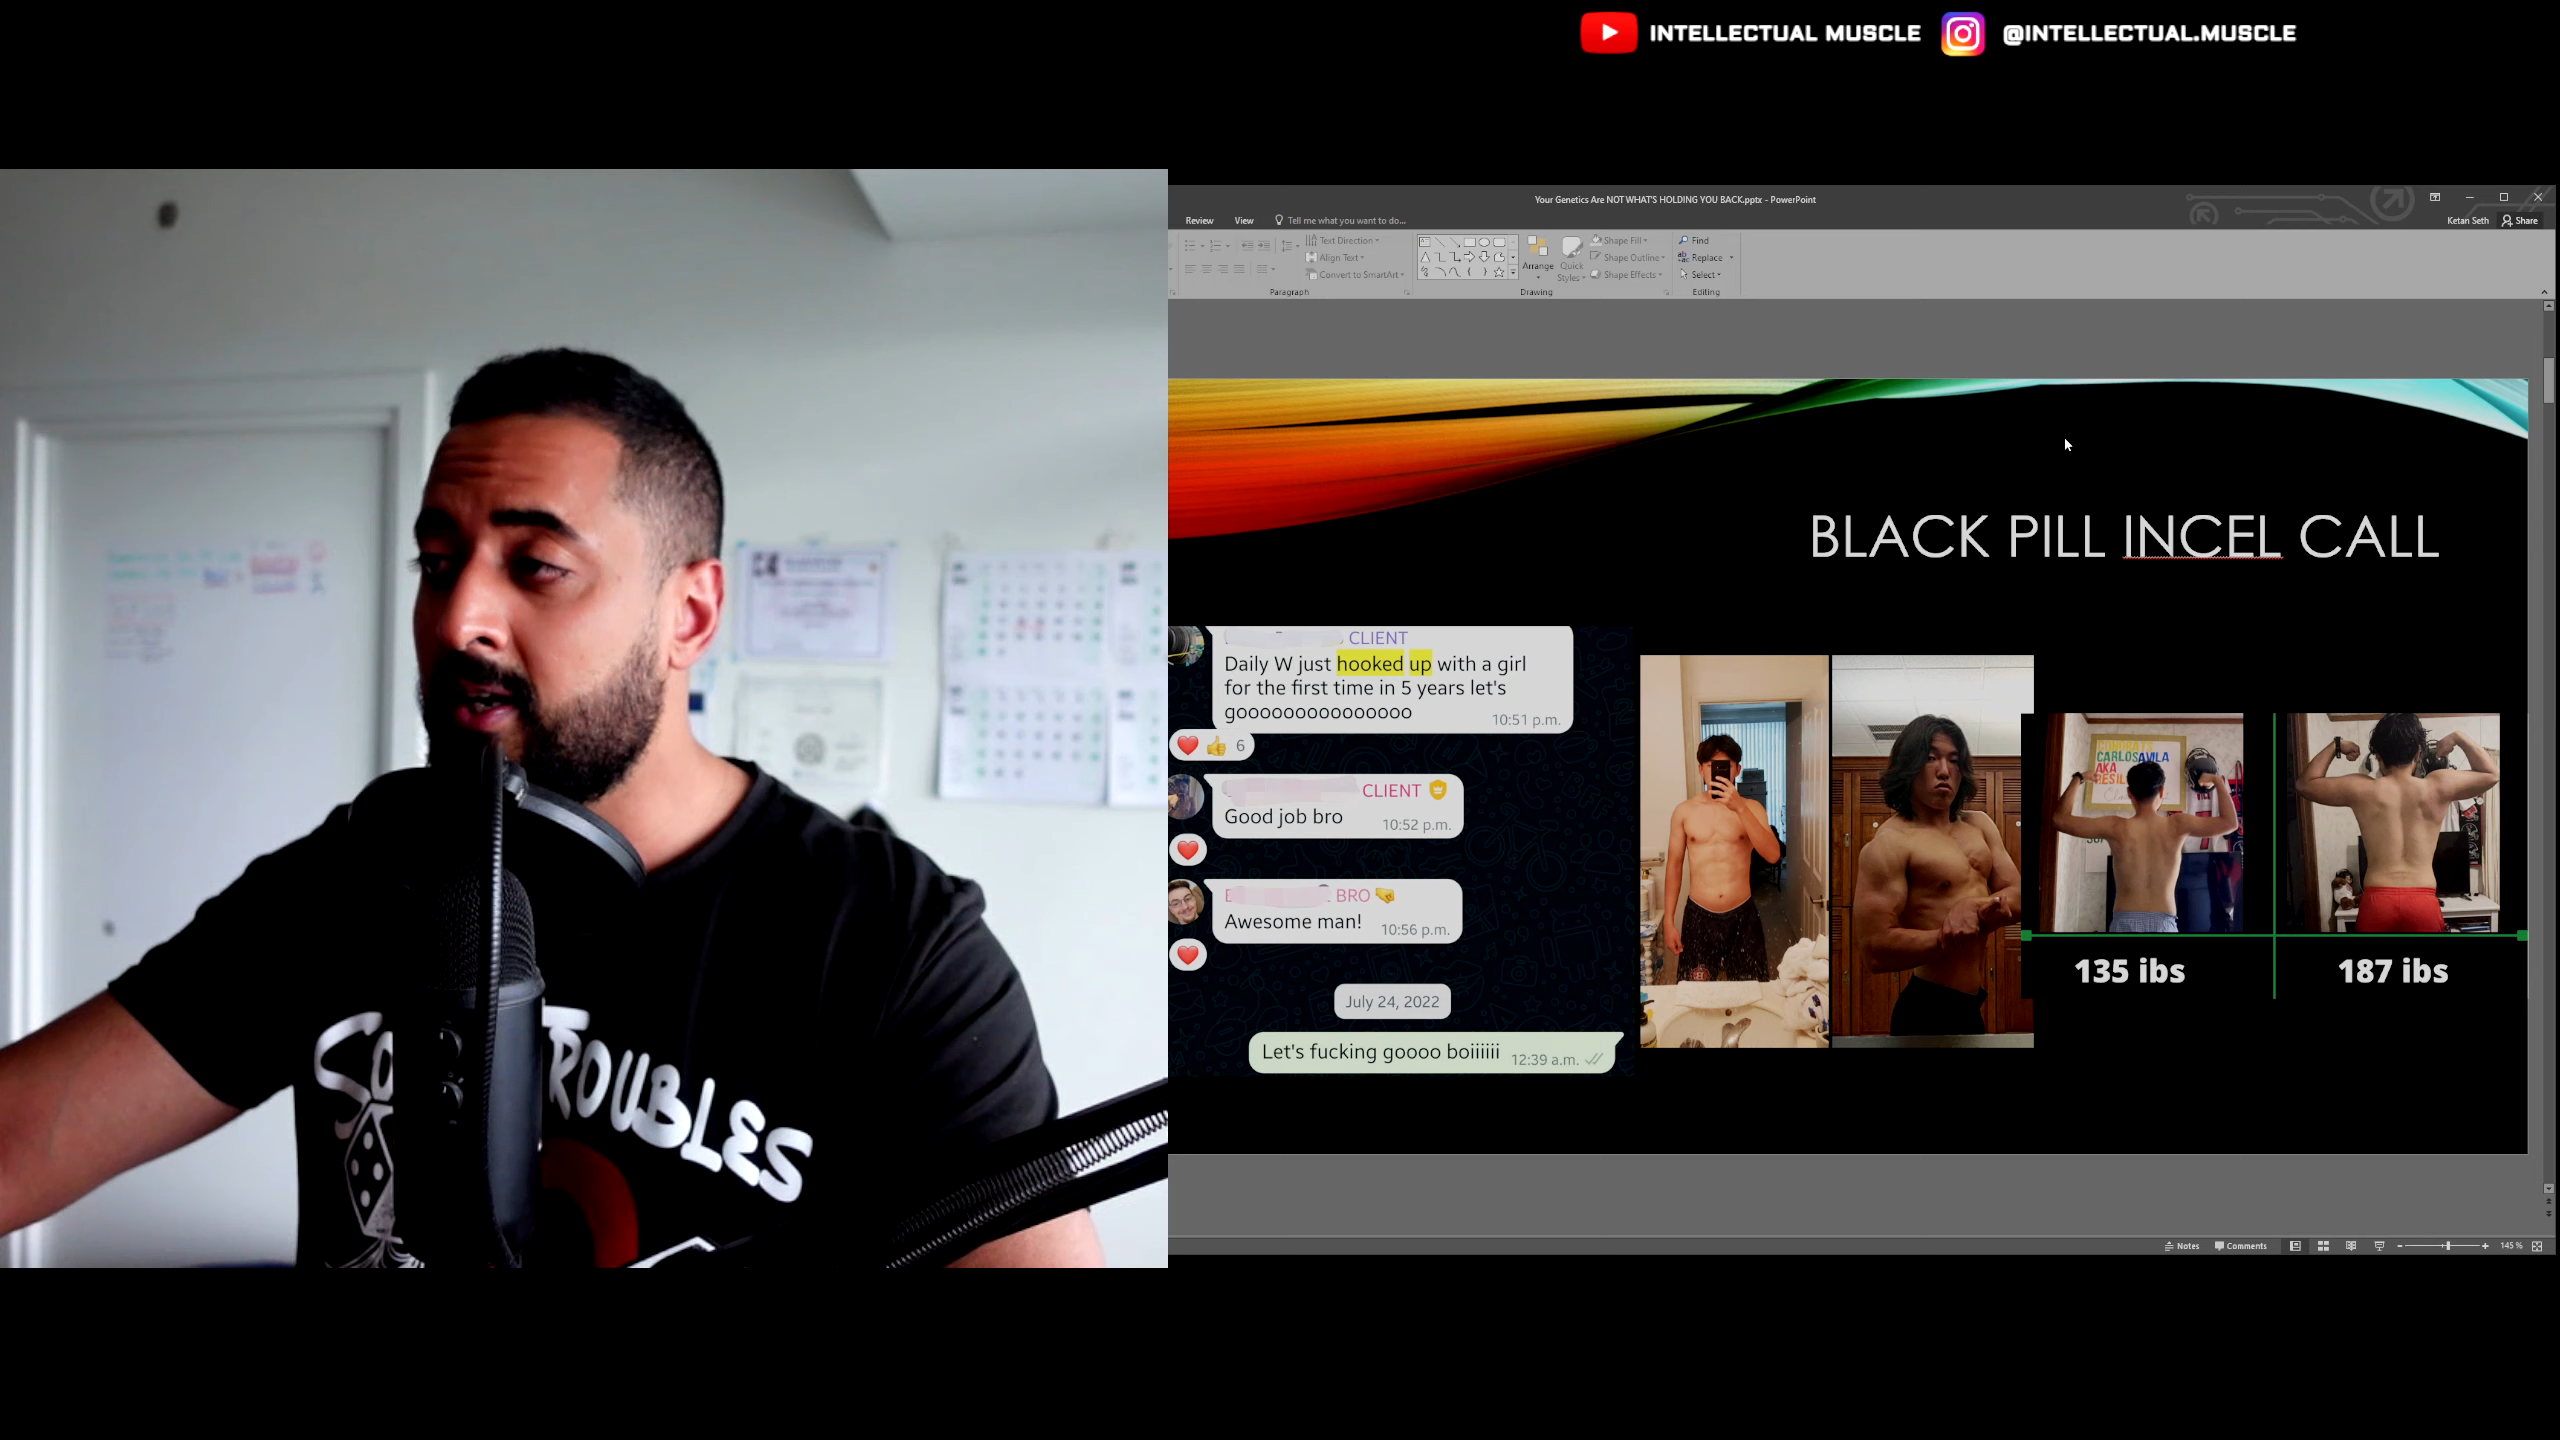 INTELLECTUAL MUSCLE @INTELLECTUAL.MUSCLE
Your Genetics Are NOT WHAT'S HOLDING YOU BACK.pptx - PowerPoint
Review View Tell me what you want to do...
Ketan Seth Share
Text Direction
Align Text
Convert to SmartArt
Paragraph
Arrange
Quick Styles
Shape Fill
Shape Outline
Shape Effects
Drawing
Find
Replace
Select
Editing
BLACK PILL INCEL CALL
CLIENT
Daily W just hooked up with a girl
for the first time in 5 years let's
gooooooooooooooo
10:51 p.m.
6
CLIENT
Good job bro
10:52 p.m.
BRO
Awesome man!
10:56 p.m.
July 24, 2022
Let's fucking goooo boiiiiii
12:39 a.m.
CARLOS AVILA
AKA
135 ibs
187 ibs
TROUBLES
Notes Comments 145 %